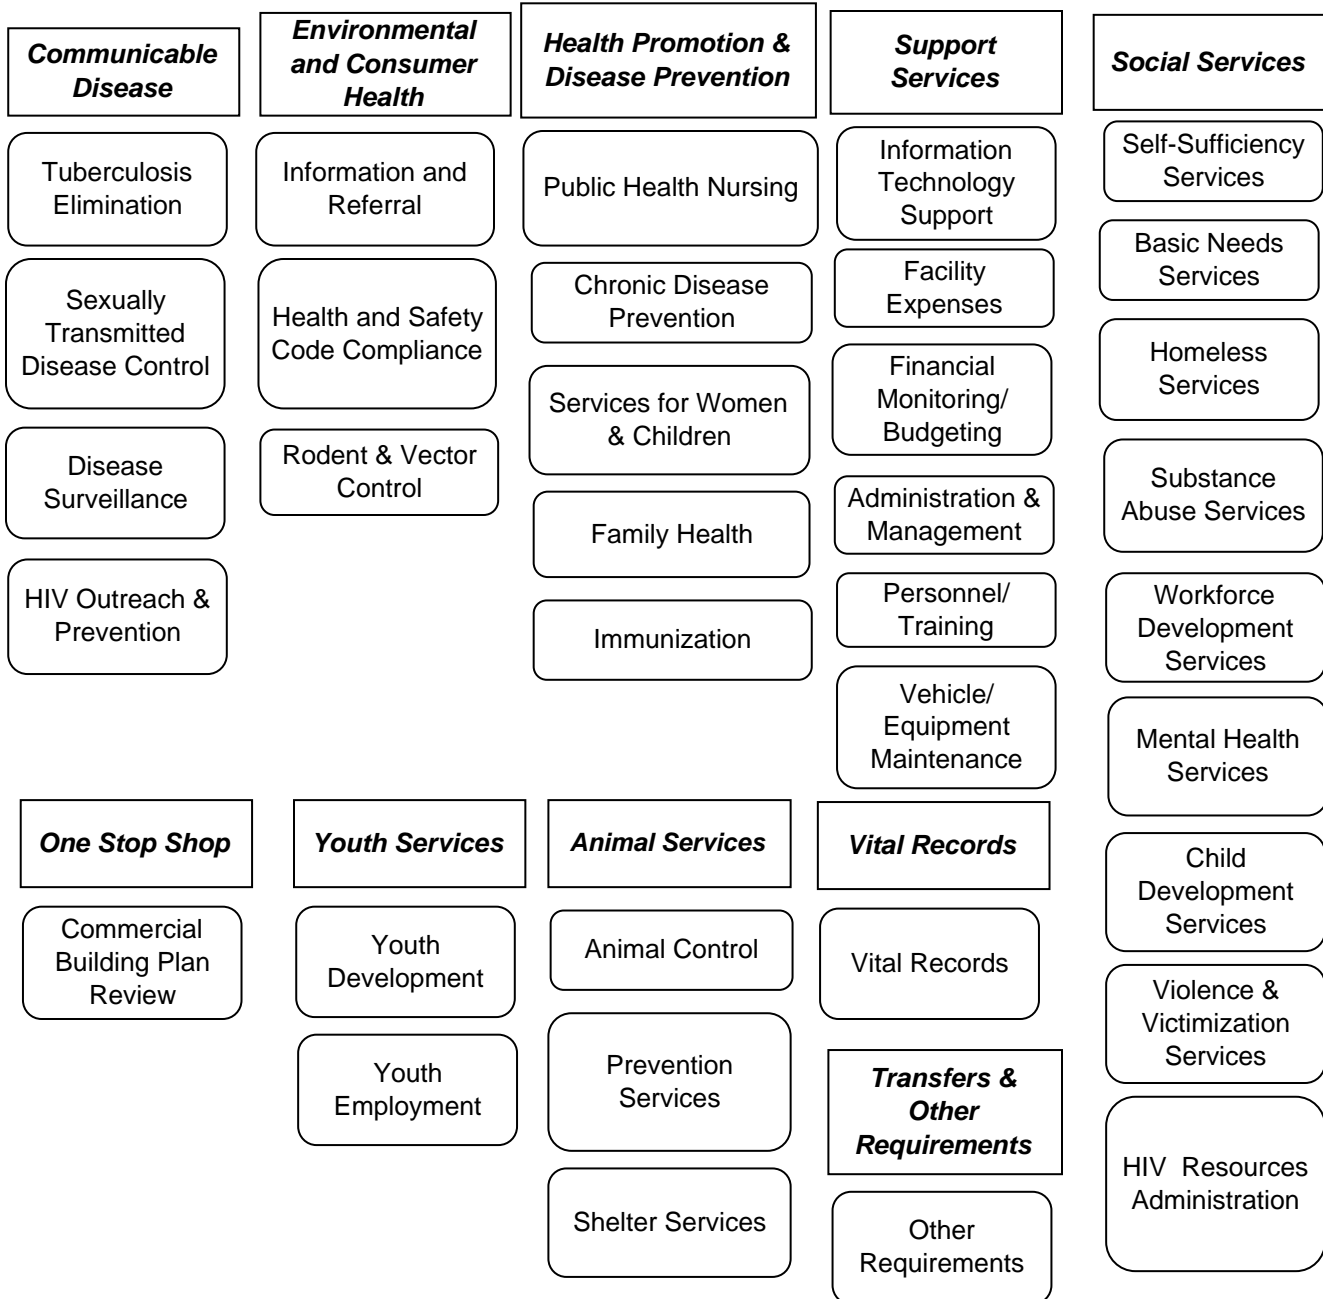 Communicable
Disease
Tuberculosis
Elimination
Sexually
Transmitted
Disease Control
Disease
Surveillance
HIV Outreach &
Prevention
Environmental
and Consumer
Health
Information and
Referral
Health and Safety
Code Compliance
Rodent & Vector
Control
Health Promotion &
Disease Prevention
Public Health Nursing
Chronic Disease
Prevention
Services for Women
& Children
Family Health
Immunization
Support
Services
Information
Technology
Support
Facility
Expenses
Financial
Monitoring/
Budgeting
Administration &
Management
Personnel/
Training
Vehicle/
Equipment
Maintenance
Social Services
Self-Sufficiency
Services
Basic Needs
Services
Homeless
Services
Substance
Abuse Services
Workforce
Development
Services
Mental Health
Services
Child
Development
Services
Violence &
Victimization
Services
HIV  Resources
Administration
One Stop Shop
Commercial
Building Plan
Review
Youth Services
Youth
Development
Youth
Employment
Animal Services
Animal Control
Prevention
Services
Shelter Services
Vital Records
Vital Records
Transfers &
Other
Requirements
Other
Requirements